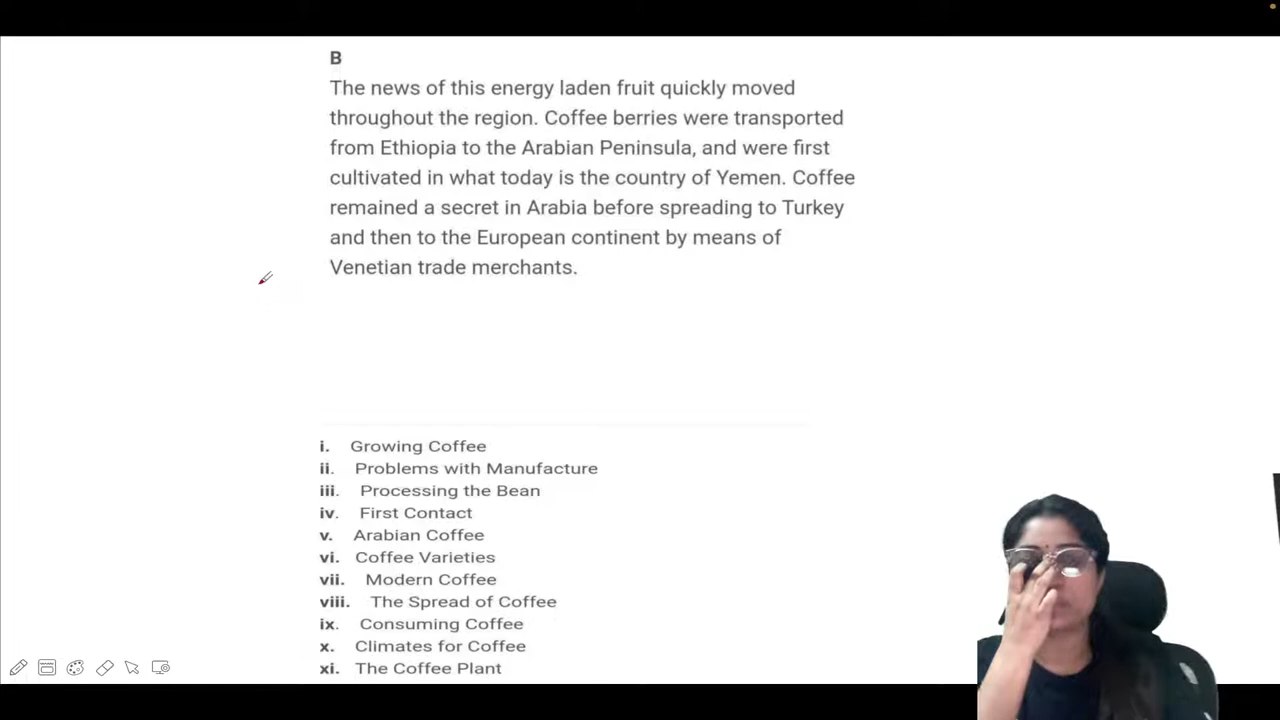 B
The news of this energy laden fruit quickly moved
throughout the region. Coffee berries were transported
from Ethiopia to the Arabian Peninsula, and were first
cultivated in what today is the country of Yemen. Coffee
remained a secret in Arabia before spreading to Turkey
and then to the European continent by means of
Venetian trade merchants.
i. Growing Coffee
ii. Problems with Manufacture
iii. Processing the Bean
iv. First Contact
v. Arabian Coffee
vi. Coffee Varieties
vii. Modern Coffee
viii. The Spread of Coffee
ix. Consuming Coffee
x. Climates for Coffee
xi. The Coffee Plant